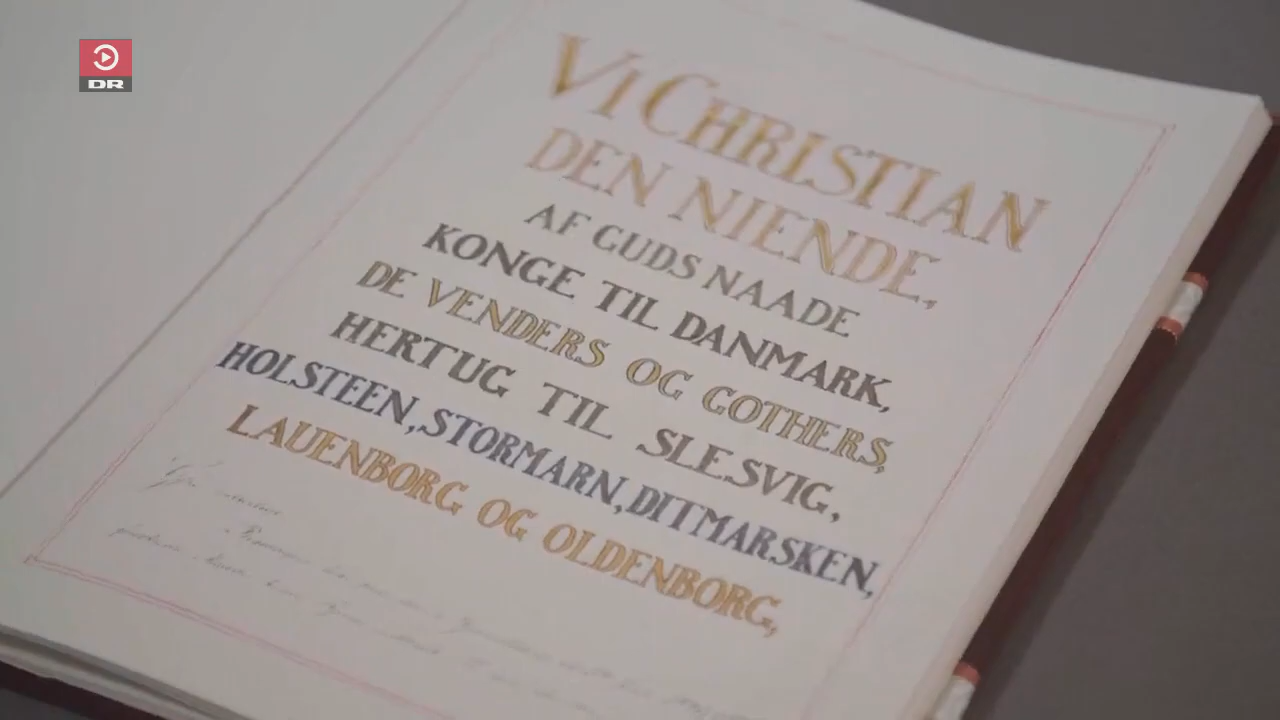 DR
VI CHRISTIAN
DEN NIENDE,
AF GUDS NAADE
KONGE TIL DANMARK,
DE VENDERS OG GOTHERS,
HERTUG TIL SLESVIG,
HOLSTEEN, STORMARN, DITMARSKEN,
LAUENBORG OG OLDENBORG,